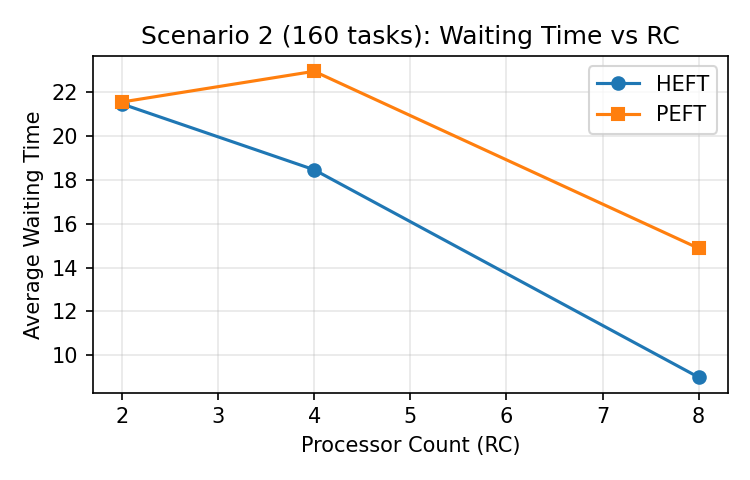 Scenario 2 (160 tasks): Waiting Time vs RC
HEFT
PEFT
Average Waiting Time
22
20
18
16
14
12
10
2 3 4 5 6 7 8
Processor Count (RC)